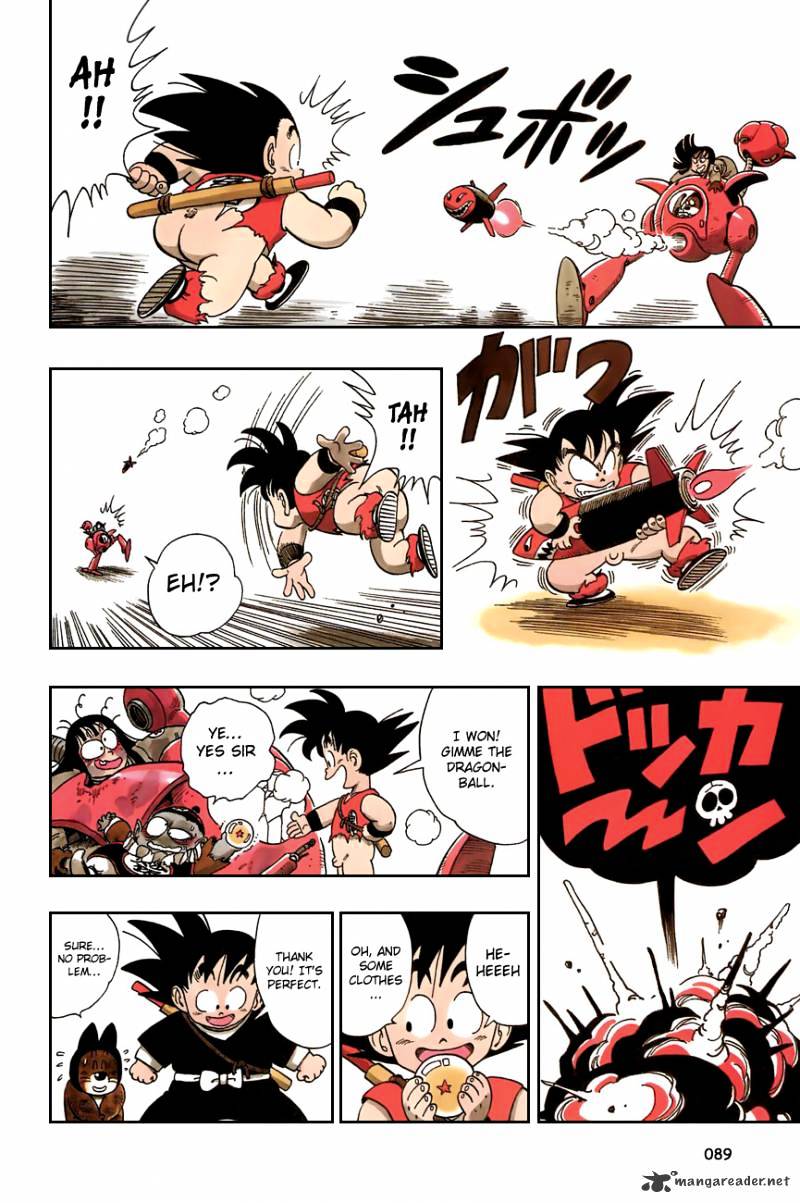 シュボッ
AH
!!
ガッ
TAH
!!
EH!?
ドッカーン
I WON!
GIMME THE
DRAGON-
BALL.
YE...
YES SIR
...
HE-
HEEEH
OH, AND
SOME
CLOTHES
...
THANK
YOU! IT'S
PERFECT.
SURE...
NO PROB-
LEM...
089
mangareader.net